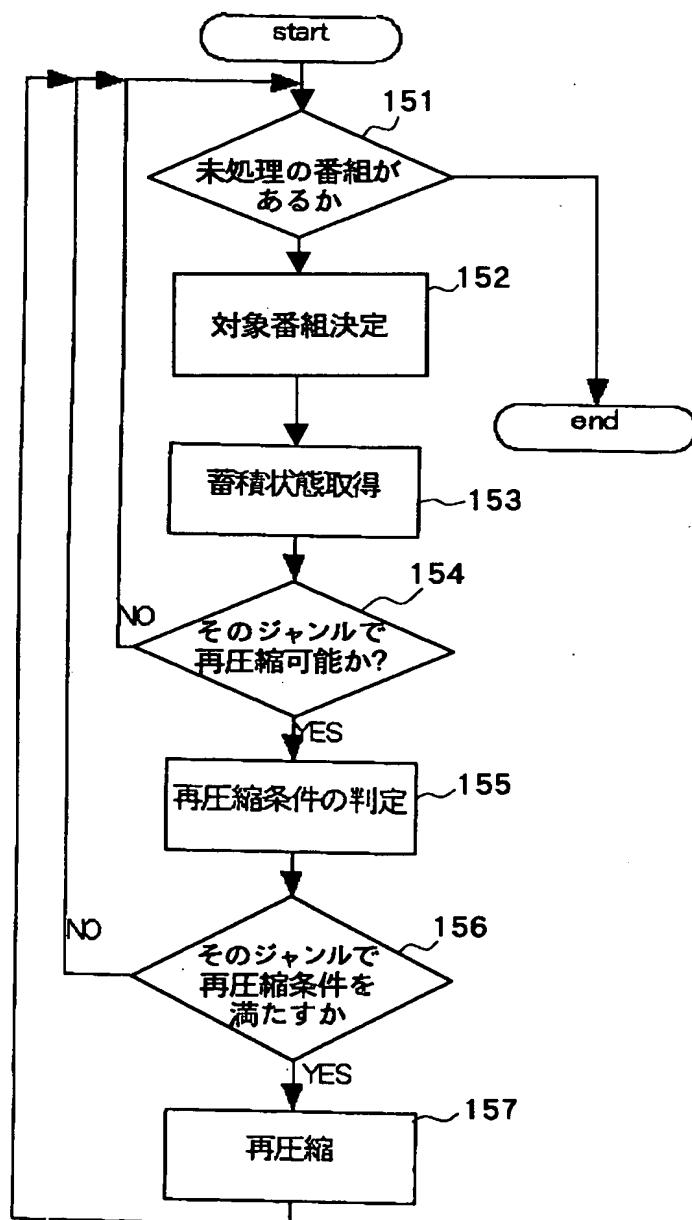 start
151
未処理の番組が
あるか
152
対象番組決定
end
蓄積状態取得
153
154
NO
そのジャンルで
再圧縮可能か?
YES
再圧縮条件の判定
155
NO
156
そのジャンルで
再圧縮条件を
満たすか
YES
157
再圧縮